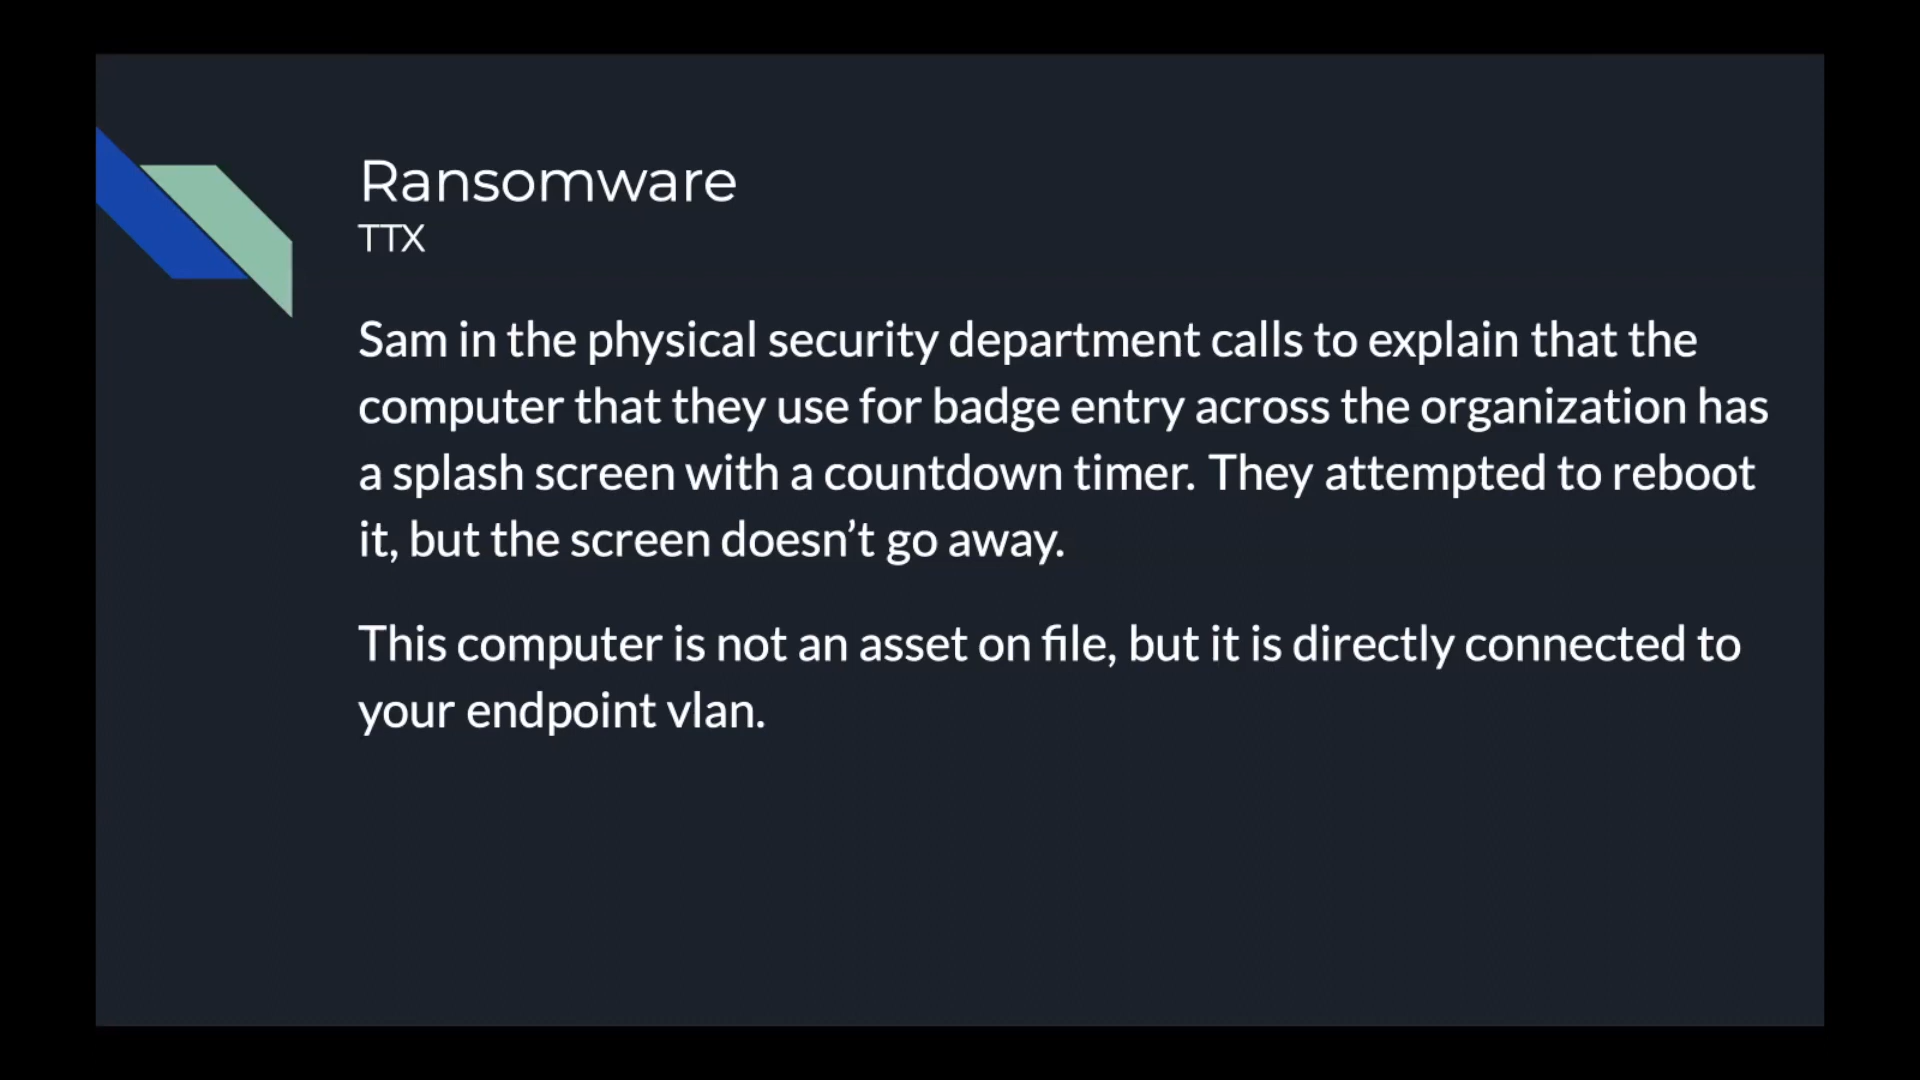 Ransomware
TTX
Sam in the physical security department calls to explain that the
computer that they use for badge entry across the organization has
a splash screen with a countdown timer. They attempted to reboot
it, but the screen doesn’t go away.
This computer is not an asset on file, but it is directly connected to
your endpoint vlan.